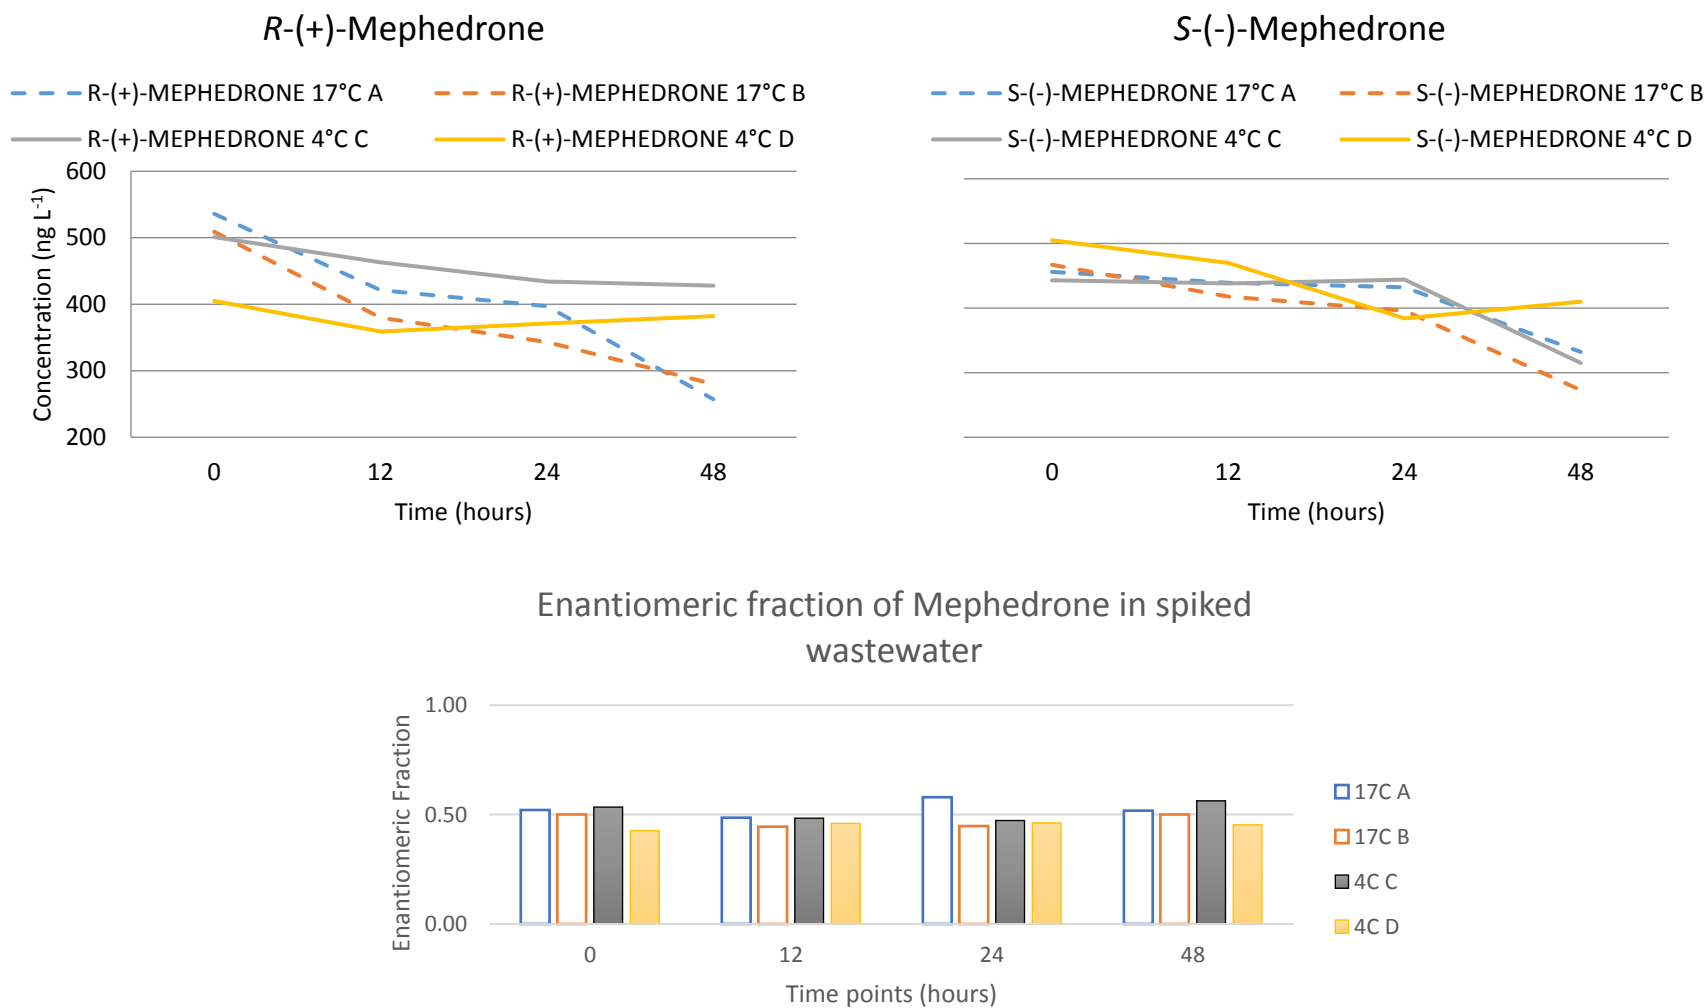 R-(+)-Mephedrone
R-(+)-MEPHEDRONE 17°C A
R-(+)-MEPHEDRONE 17°C B
R-(+)-MEPHEDRONE 4°C C
R-(+)-MEPHEDRONE 4°C D
Concentration (ng L⁻¹)
600
500
400
300
200
0 12 24 48
Time (hours)
S-(-)-Mephedrone
S-(-)-MEPHEDRONE 17°C A
S-(-)-MEPHEDRONE 17°C B
S-(-)-MEPHEDRONE 4°C C
S-(-)-MEPHEDRONE 4°C D
0 12 24 48
Time (hours)
Enantiomeric fraction of Mephedrone in spiked
wastewater
Enantiomeric Fraction
1.00
0.50
0.00
0 12 24 48
Time points (hours)
17C A
17C B
4C C
4C D